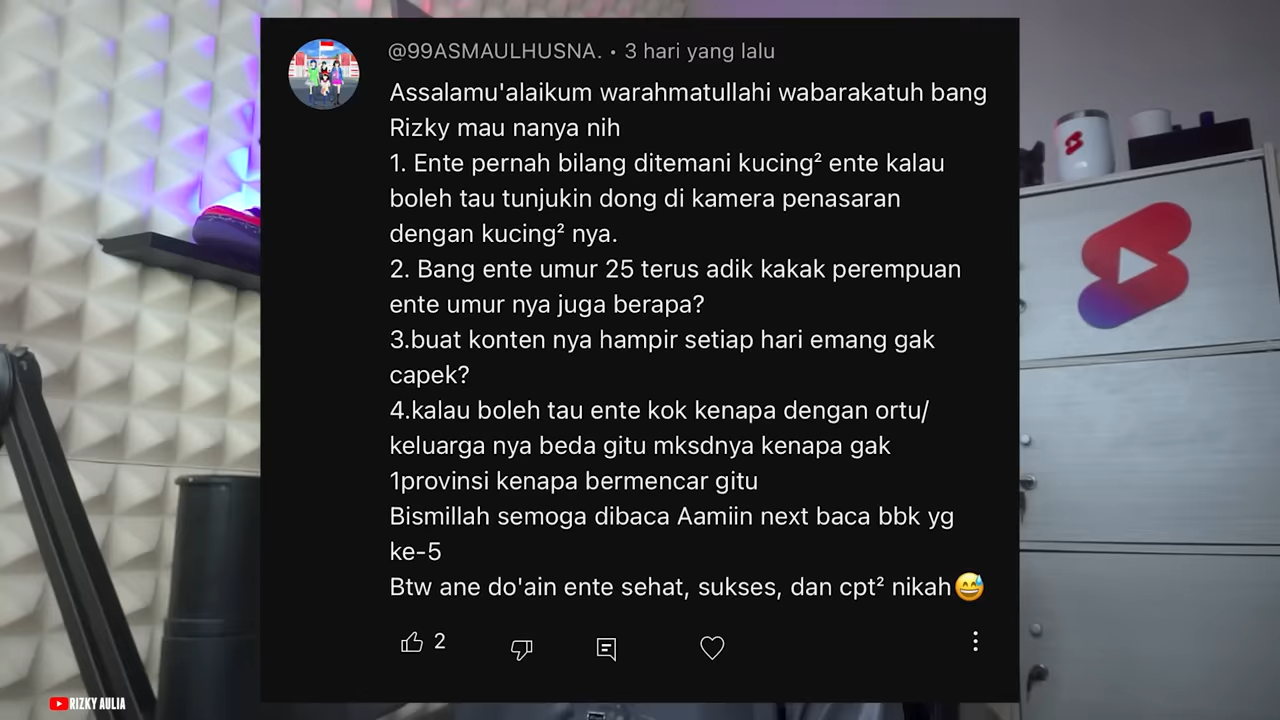 @99ASMAULHUSNA. • 3 hari yang lalu
Assalamu'alaikum warahmatullahi wabarakatuh bang
Rizky mau nanya nih
1. Ente pernah bilang ditemani kucing² ente kalau
boleh tau tunjukin dong di kamera penasaran
dengan kucing² nya.
2. Bang ente umur 25 terus adik kakak perempuan
ente umur nya juga berapa?
3.buat konten nya hampir setiap hari emang gak
capek?
4.kalau boleh tau ente kok kenapa dengan ortu/
keluarga nya beda gitu mksdnya kenapa gak
1provinsi kenapa bermencar gitu
Bismillah semoga dibaca Aamiin next baca bbk yg
ke-5
Btw ane do'ain ente sehat, sukses, dan cpt² nikah😅
2
RIZKY AULIA